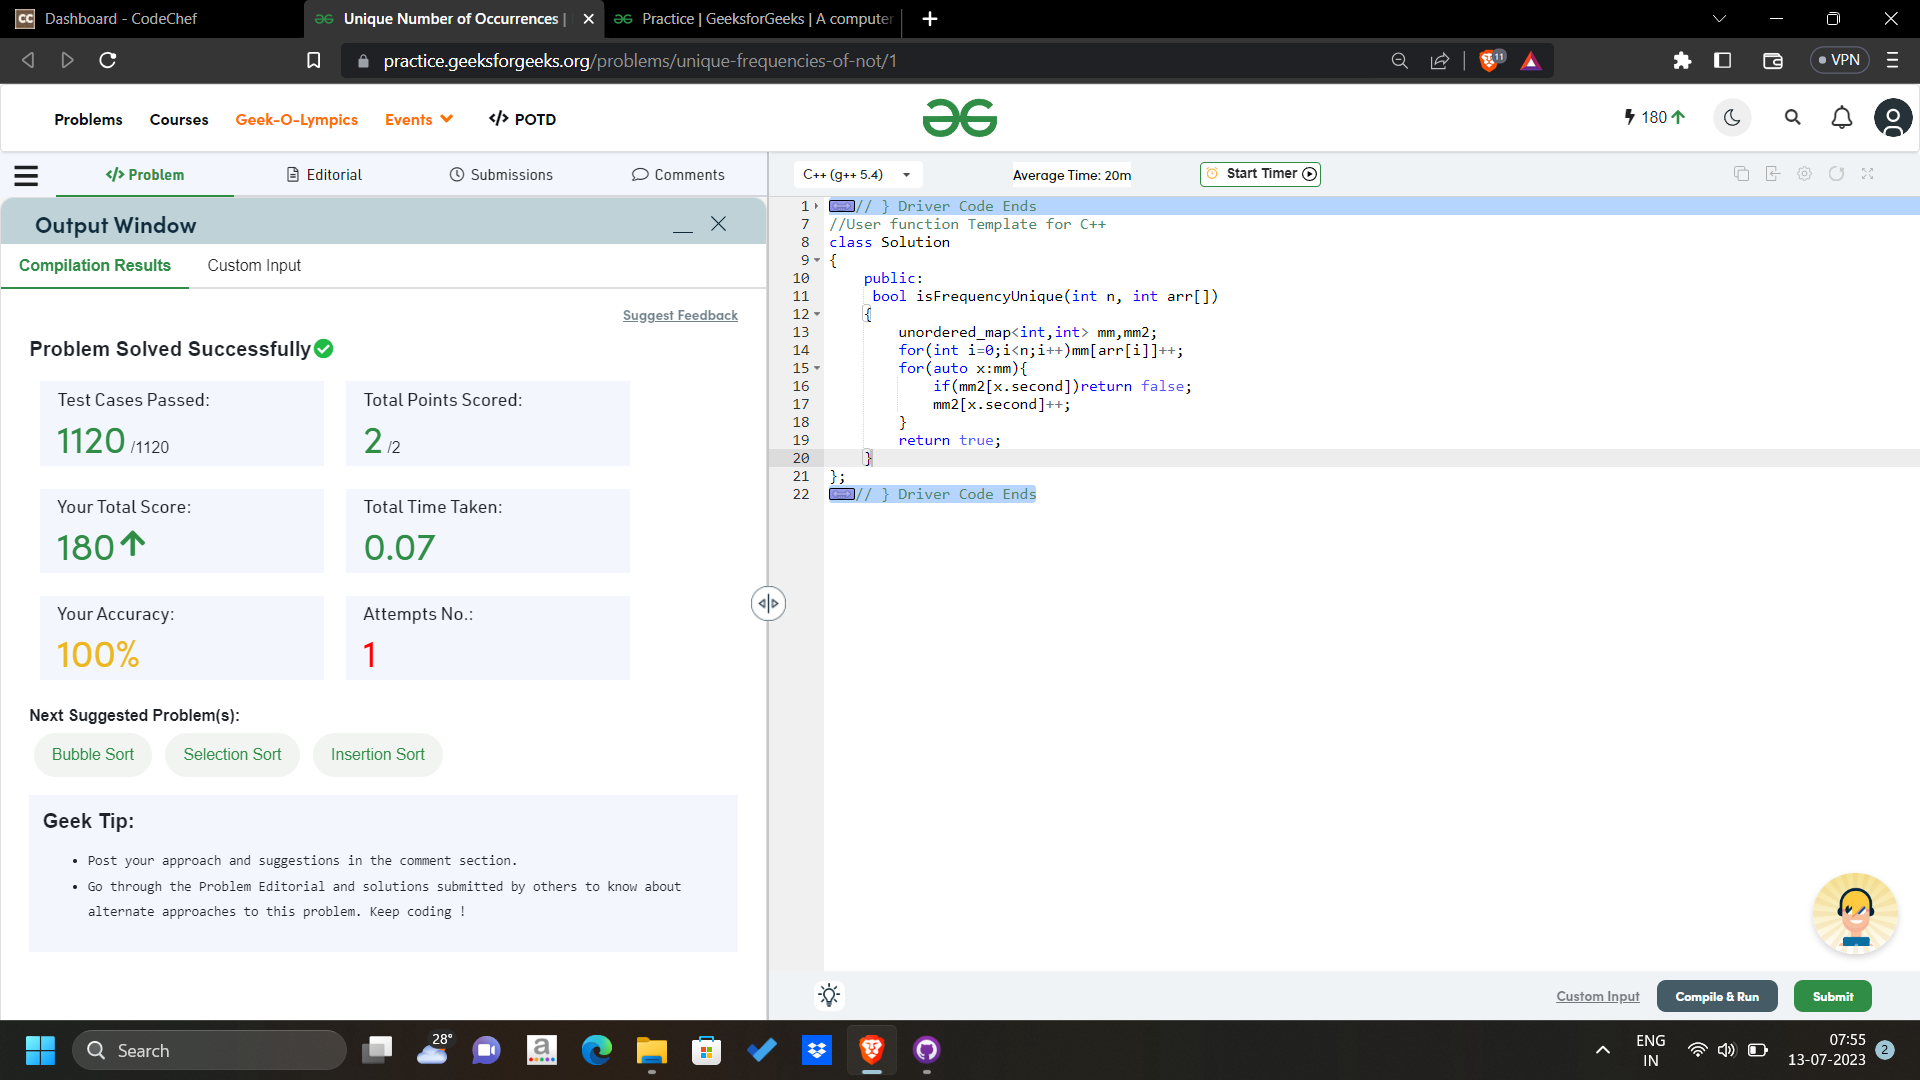 CC Dashboard - CodeChef
Unique Number of Occurrences |
Practice | GeeksforGeeks | A computer
practice.geeksforgeeks.org/problems/unique-frequencies-of-not/1
11
VPN
Problems
Courses
Geek-O-Lympics
Events
</> POTD
180
</> Problem
Editorial
Submissions
Comments
C++ (g++ 5.4)
Average Time: 20m
Start Timer
Output Window
Compilation Results
Custom Input
Suggest Feedback
Problem Solved Successfully
Test Cases Passed:
1120 /1120
Total Points Scored:
2 /2
Your Total Score:
180
Total Time Taken:
0.07
Your Accuracy:
100%
Attempts No.:
1
Next Suggested Problem(s):
Bubble Sort
Selection Sort
Insertion Sort
Geek Tip:
• Post your approach and suggestions in the comment section.
• Go through the Problem Editorial and solutions submitted by others to know about
alternate approaches to this problem. Keep coding !
1 // } Driver Code Ends
7 //User function Template for C++
8 class Solution
9 {
10 public:
11 bool isFrequencyUnique(int n, int arr[])
12 {
13 unordered_map<int,int> mm,mm2;
14 for(int i=0;i<n;i++)mm[arr[i]]++;
15 for(auto x:mm){
16 if(mm2[x.second])return false;
17 mm2[x.second]++;
18 }
19 return true;
20 }
21 };
22 // } Driver Code Ends
Custom Input
Compile & Run
Submit
Search
28°
a
ENG
IN
07:55
13-07-2023
2